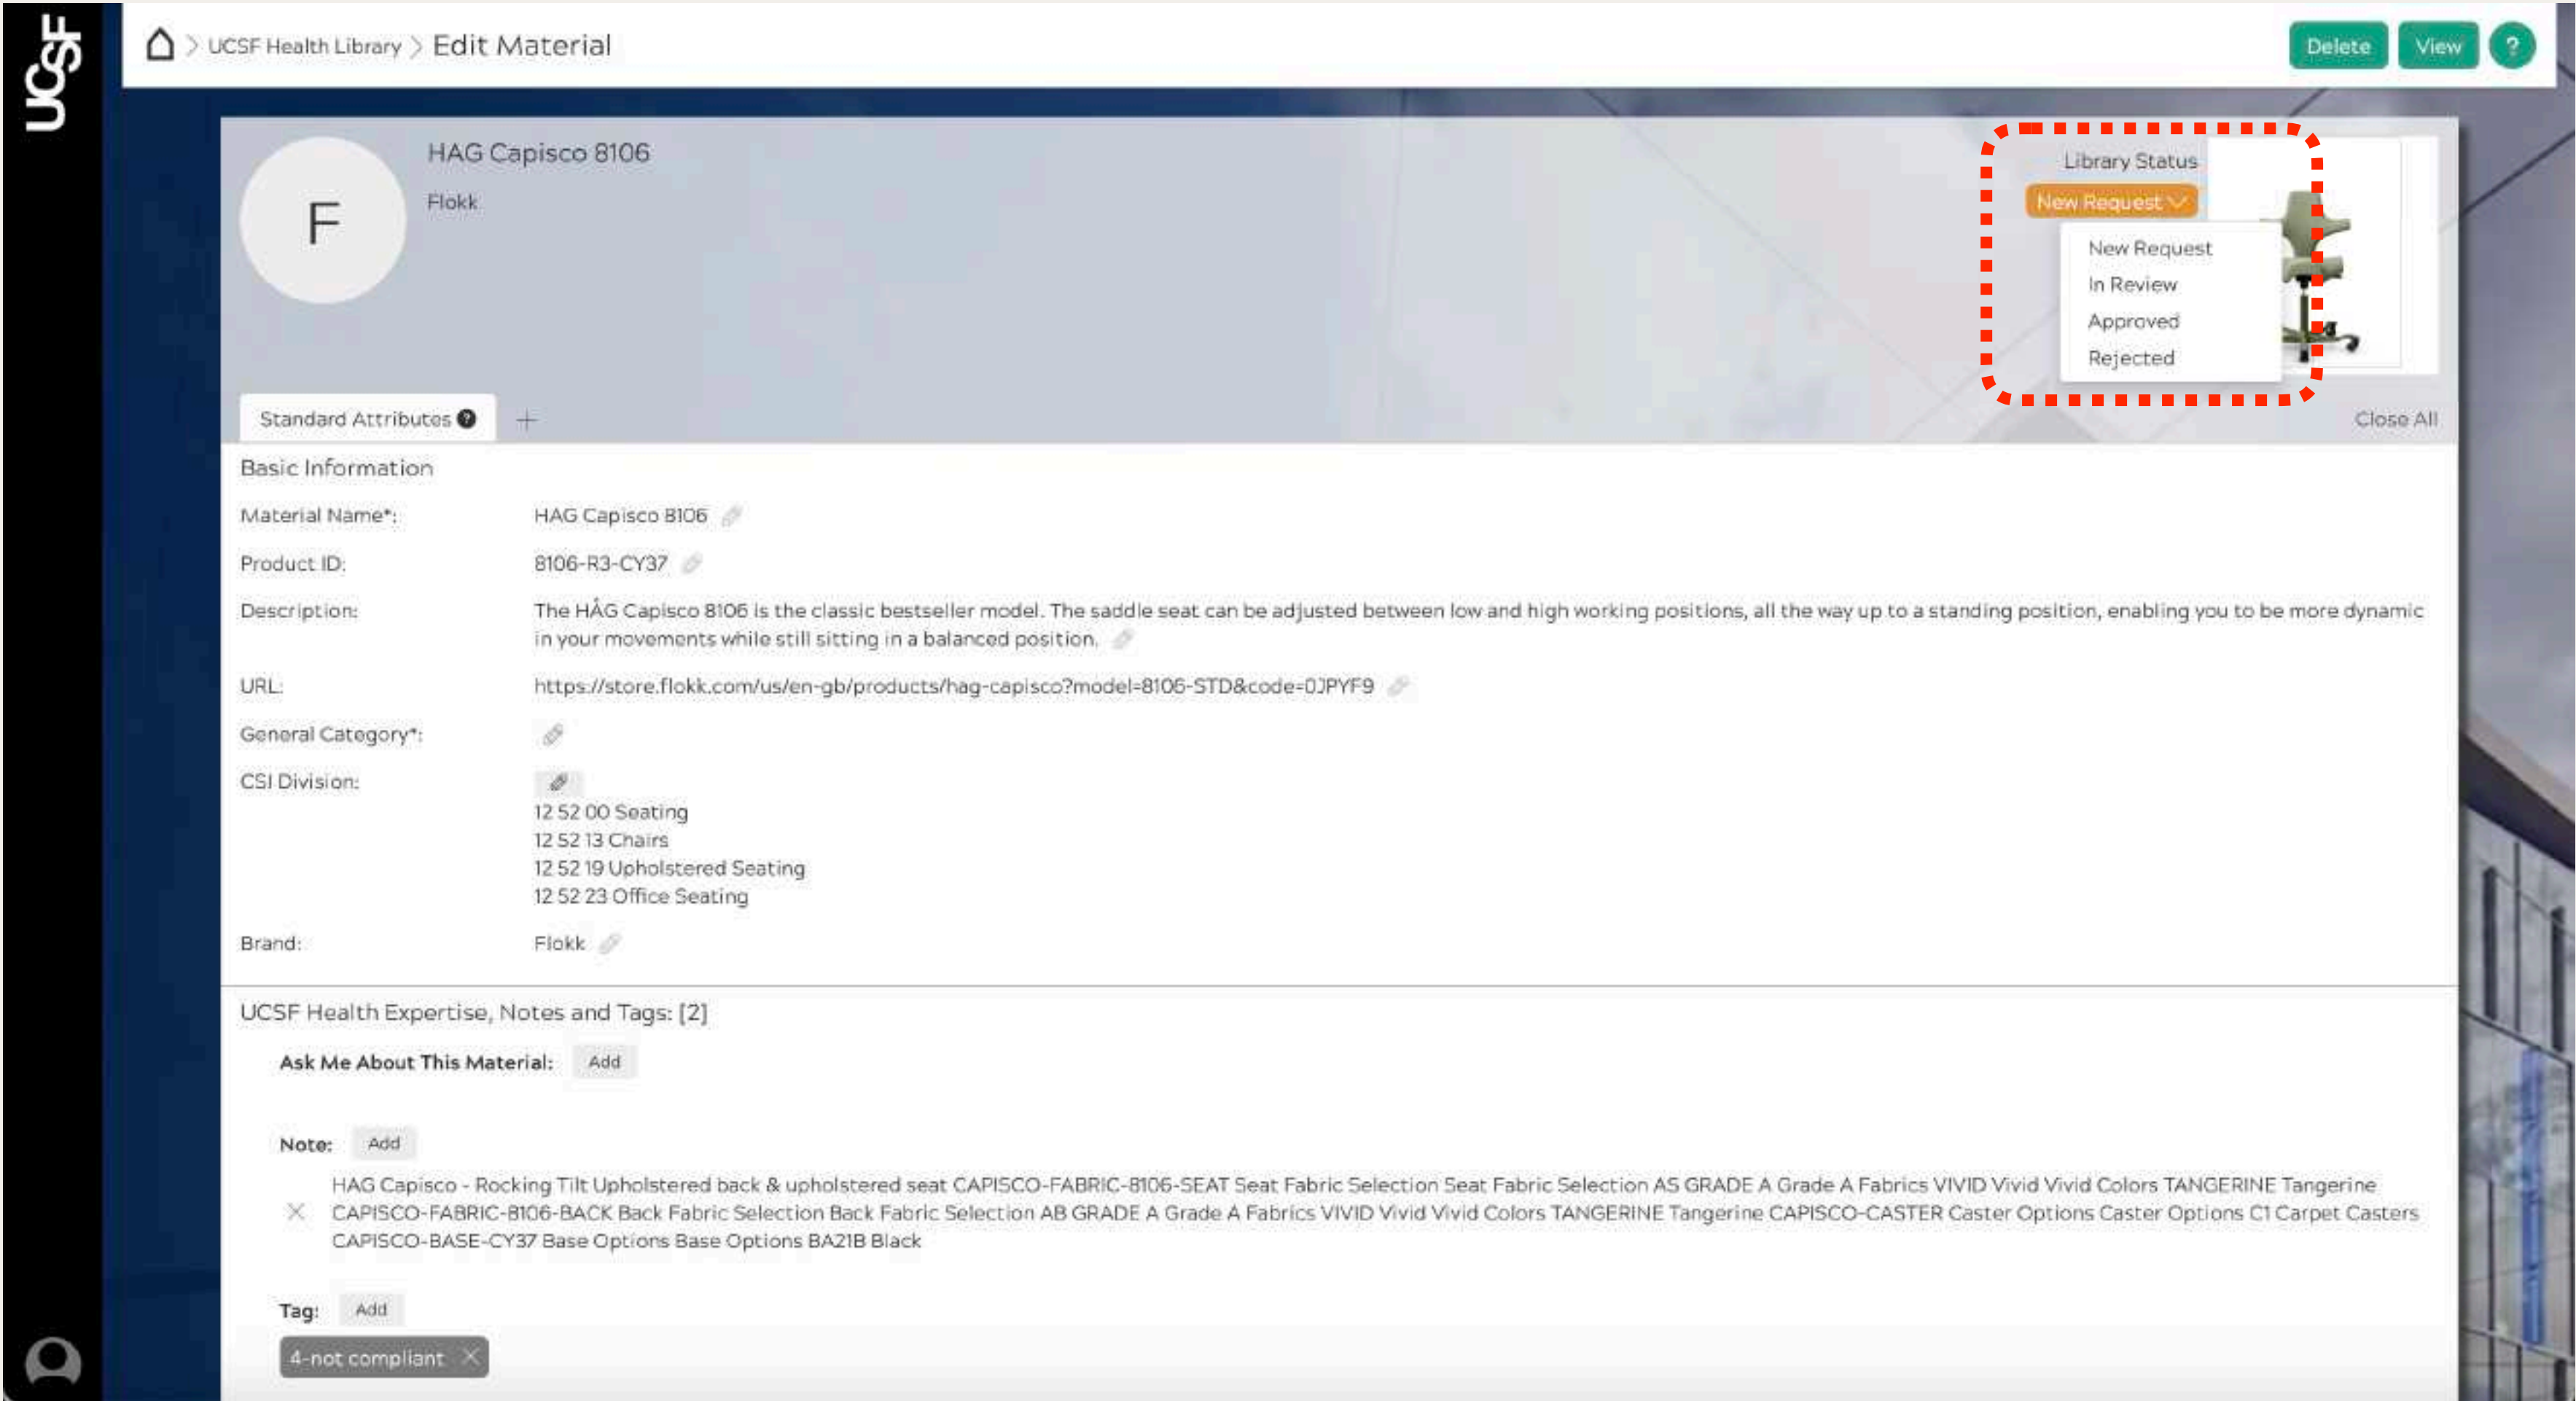 UCSF
UCSF Health Library > Edit Material
Delete
View
?
HAG Capisco 8106
Flokk
F
Library Status
New Request
New Request
In Review
Approved
Rejected
Standard Attributes ?
+
Close All
Basic Information
Material Name*:
HAG Capisco 8106
Product ID:
8106-R3-CY37
Description:
The HÅG Capisco 8106 is the classic bestseller model. The saddle seat can be adjusted between low and high working positions, all the way up to a standing position, enabling you to be more dynamic
in your movements while still sitting in a balanced position.
URL:
https://store.flokk.com/us/en-gb/products/hag-capisco?model=8106-STD&code=0JPYF9
General Category*:
CSI Division:
12 52 00 Seating
12 52 13 Chairs
12 52 19 Upholstered Seating
12 52 23 Office Seating
Brand:
Flokk
UCSF Health Expertise, Notes and Tags: [2]
Ask Me About This Material: Add
Note: Add
HAG Capisco - Rocking Tilt Upholstered back & upholstered seat CAPISCO-FABRIC-8106-SEAT Seat Fabric Selection Seat Fabric Selection AS GRADE A Grade A Fabrics VIVID Vivid Vivid Colors TANGERINE Tangerine
CAPISCO-FABRIC-8106-BACK Back Fabric Selection Back Fabric Selection AB GRADE A Grade A Fabrics VIVID Vivid Vivid Colors TANGERINE Tangerine CAPISCO-CASTER Caster Options Caster Options C1 Carpet Casters
CAPISCO-BASE-CY37 Base Options Base Options BA21B Black
Tag: Add
4-not compliant